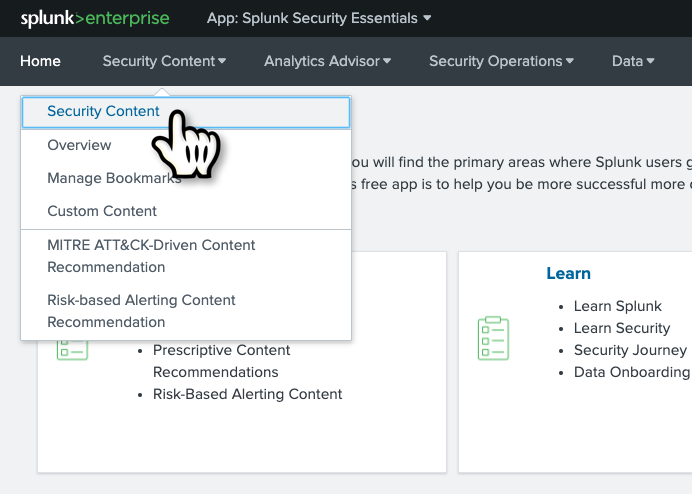 splunk>enterprise App: Splunk Security Essentials
Home Security Content Analytics Advisor Security Operations Data
Security Content
Overview
you will find the primary areas where Splunk users
Manage Bookmarks
s free app is to help you be more successful more
Custom Content
MITRE ATT&CK-Driven Content
Recommendation
Risk-based Alerting Content
Recommendation
Prescriptive Content
Recommendations
Risk-Based Alerting Content
Learn
Learn Splunk
Learn Security
Security Journey
Data Onboarding